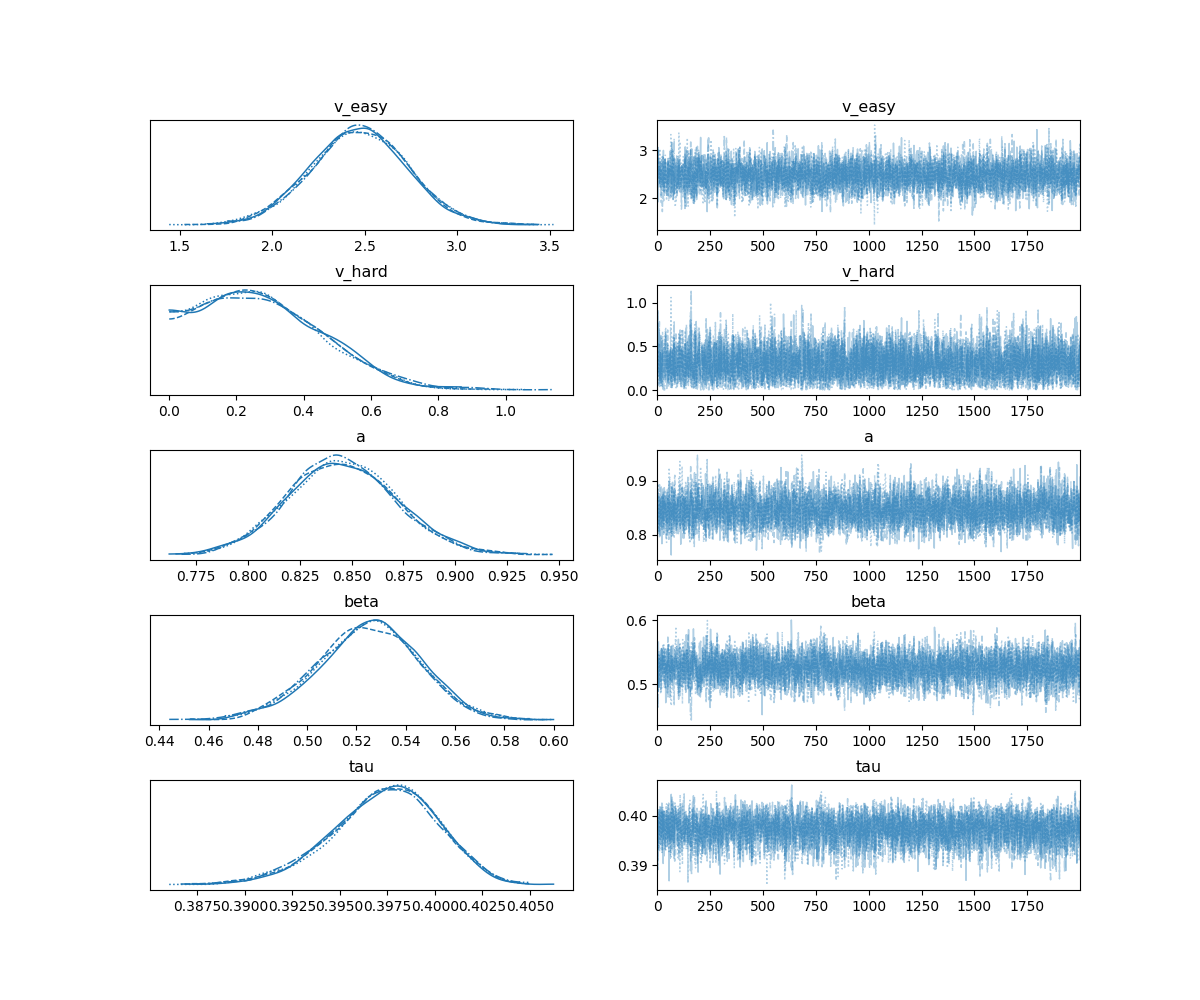 v_easy v_easy
3
2
1.5 2.0 2.5 3.0 3.5 0 250 500 750 1000 1250 1500 1750
v_hard v_hard
1.0
0.5
0.0
0.0 0.2 0.4 0.6 0.8 1.0 0 250 500 750 1000 1250 1500 1750
a a
0.9
0.8
0.775 0.800 0.825 0.850 0.875 0.900 0.925 0.950 0 250 500 750 1000 1250 1500 1750
beta beta
0.6
0.5
0.44 0.46 0.48 0.50 0.52 0.54 0.56 0.58 0.60 0 250 500 750 1000 1250 1500 1750
tau tau
0.40
0.39
0.3875 0.3900 0.3925 0.3950 0.3975 0.4000 0.4025 0.4050 0 250 500 750 1000 1250 1500 1750